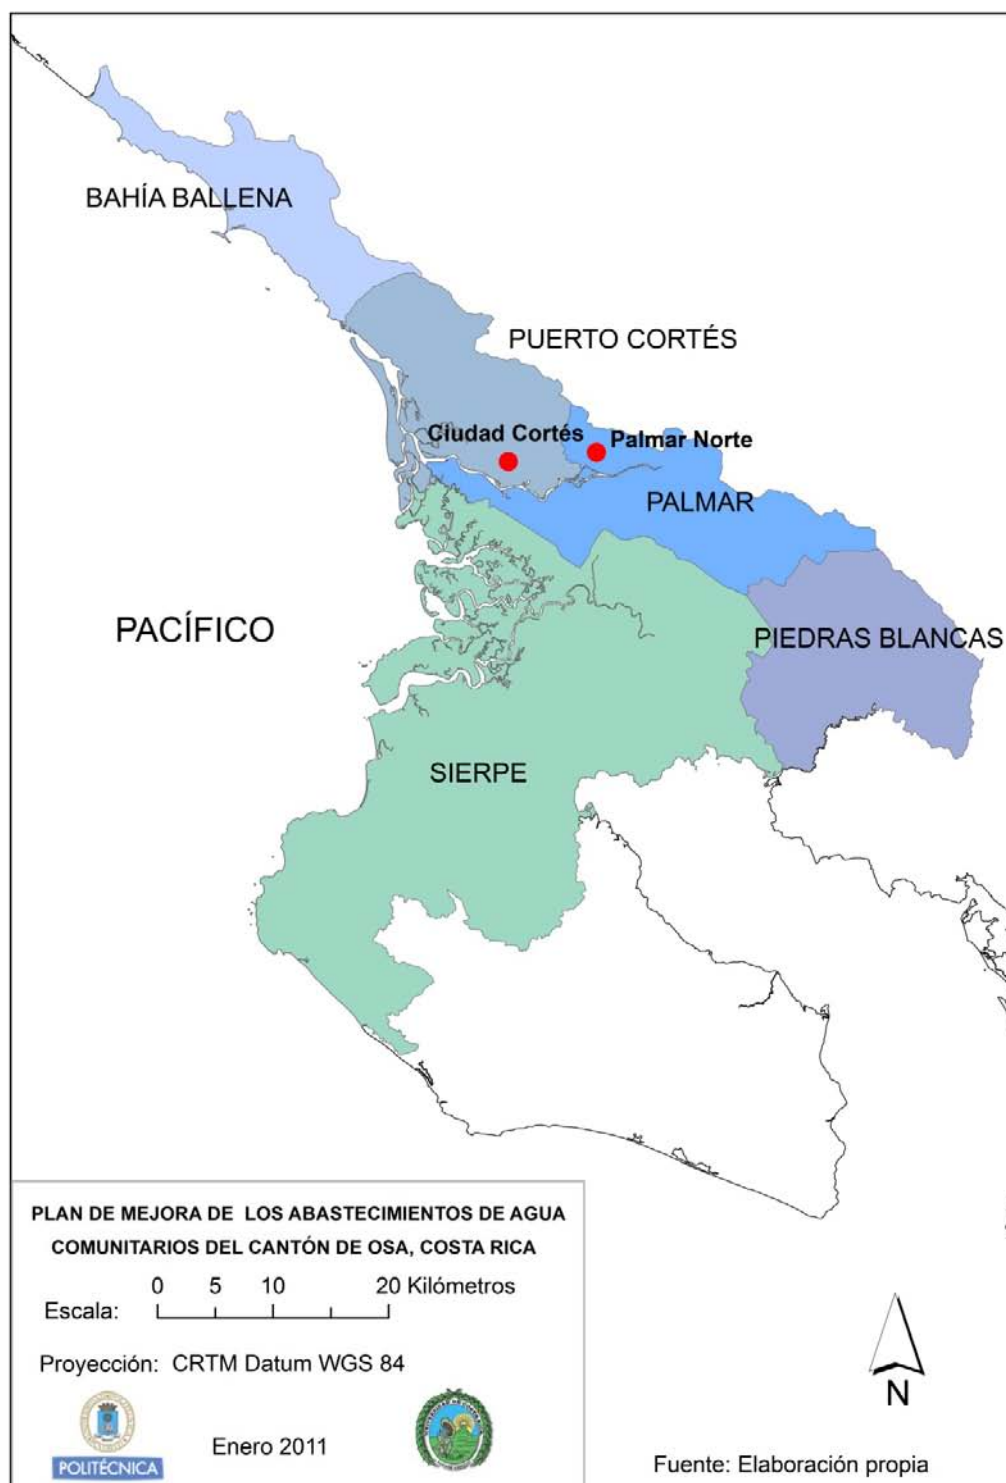 BAHÍA BALLENA
PUERTO CORTÉS
Ciudad Cortés
Palmar Norte
PALMAR
PACÍFICO
PIEDRAS BLANCAS
SIERPE
PLAN DE MEJORA DE LOS ABASTECIMIENTOS DE AGUA
COMUNITARIOS DEL CANTÓN DE OSA, COSTA RICA
0 5 10 20 Kilómetros
Escala:
Proyección: CRTM Datum WGS 84
POLITÉCNICA
Enero 2011
N
Fuente: Elaboración propia